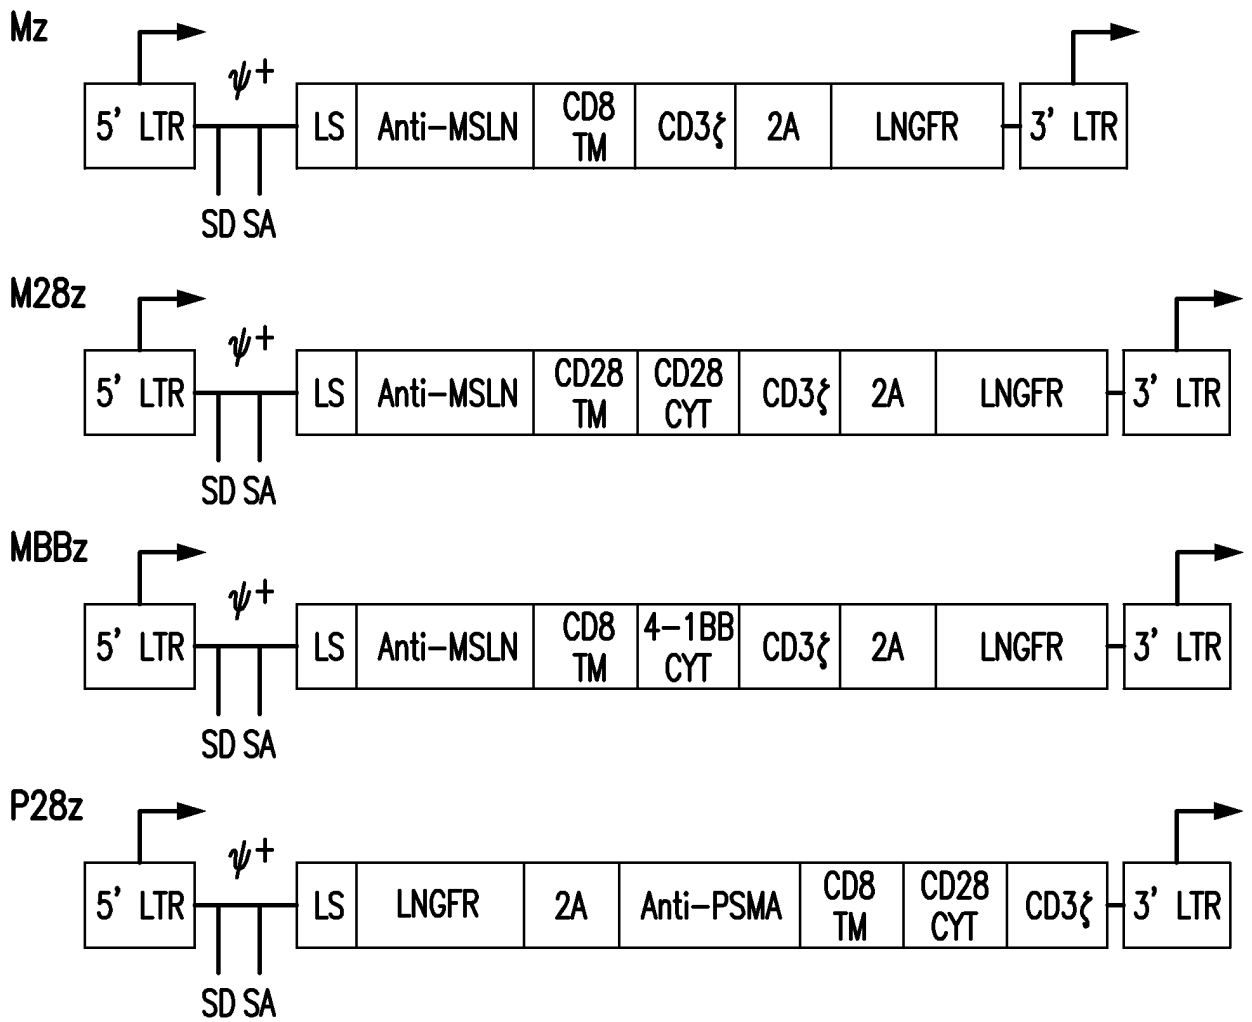 Mz
ψ+
5' LTR LS Anti-MSLN CD8 TM CD3ζ 2A LNGFR 3' LTR
SD SA
M28z
ψ+
5' LTR LS Anti-MSLN CD28 TM CD28 CYT CD3ζ 2A LNGFR 3' LTR
SD SA
MBBz
ψ+
5' LTR LS Anti-MSLN CD8 TM 4-1BB CYT CD3ζ 2A LNGFR 3' LTR
SD SA
P28z
ψ+
5' LTR LS LNGFR 2A Anti-PSMA CD8 TM CD28 CYT CD3ζ 3' LTR
SD SA